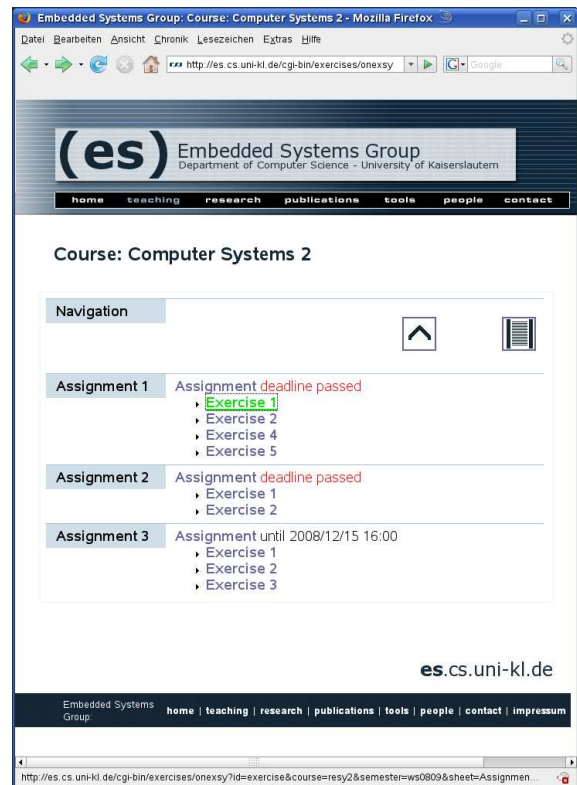 Embedded Systems Group: Course: Computer Systems 2 - Mozilla Firefox
Datei Bearbeiten Ansicht Chronik Lesezeichen Extras Hilfe
http://es.cs.uni-kl.de/cgi-bin/exercises/onexsy
Google
(es) Embedded Systems Group
Department of Computer Science - University of Kaiserslautern
home teaching research publications tools people contact
Course: Computer Systems 2
Navigation
Assignment 1 Assignment deadline passed
Exercise 1
Exercise 2
Exercise 4
Exercise 5
Assignment 2 Assignment deadline passed
Exercise 1
Exercise 2
Assignment 3 Assignment until 2008/12/15 16:00
Exercise 1
Exercise 2
Exercise 3
es.cs.uni-kl.de
Embedded Systems
Group:
home | teaching | research | publications | tools | people | contact | impressum
http://es.cs.uni-kl.de/cgi-bin/exercises/onexsy?id=exercise&course=resy2&semester=ws0809&sheet=Assignmen...